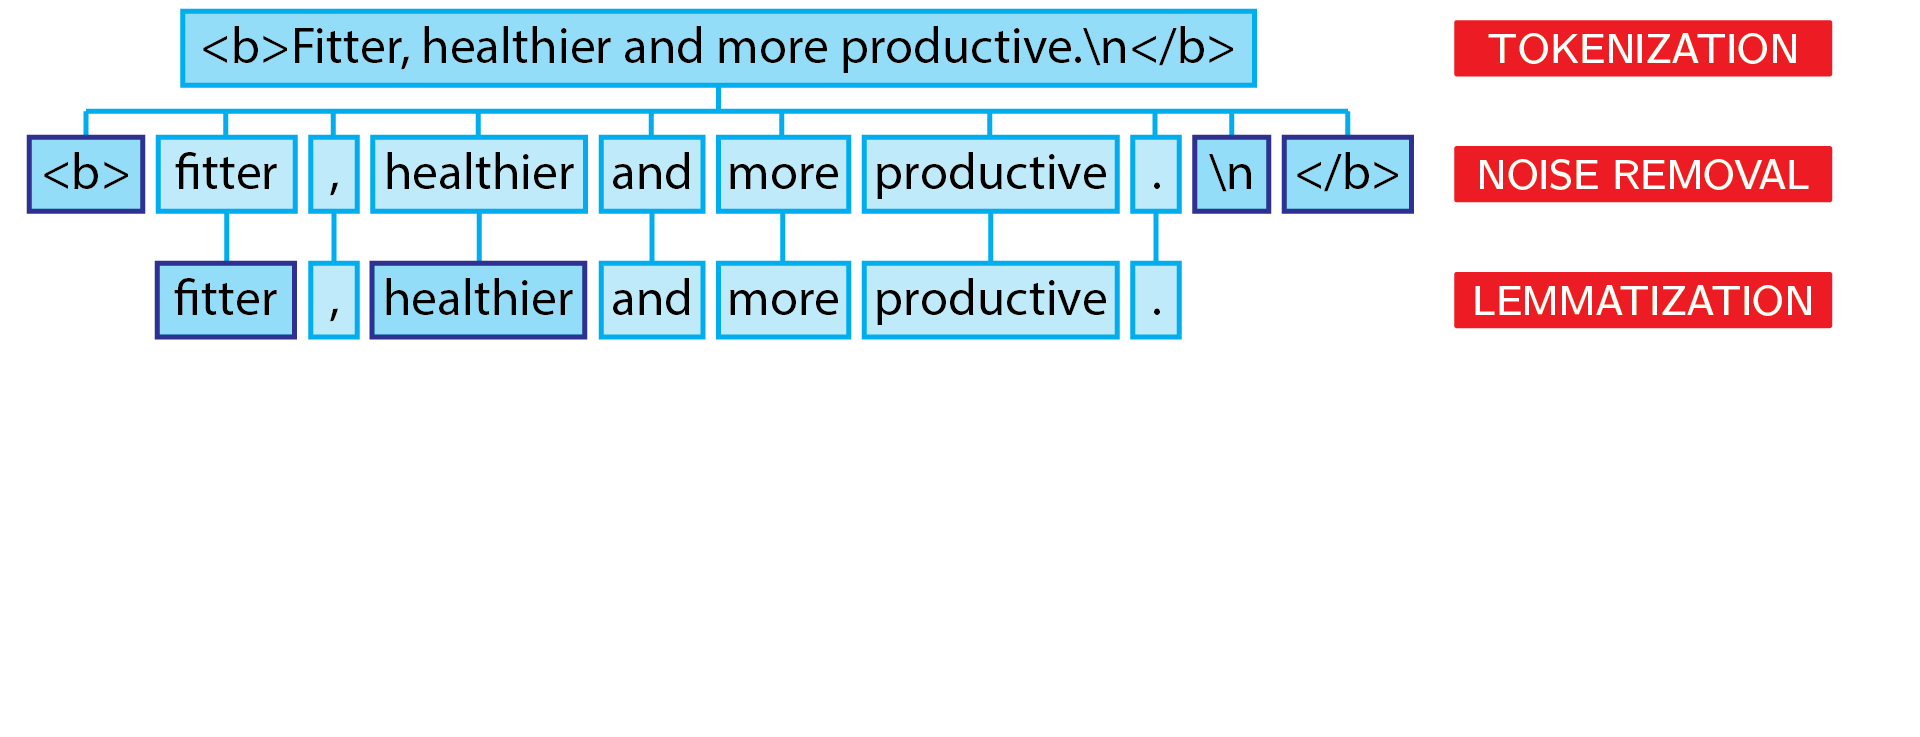 <b>Fitter, healthier and more productive.\n</b> TOKENIZATION
<b> fitter , healthier and more productive . \n </b> NOISE REMOVAL
fitter , healthier and more productive . LEMMATIZATION